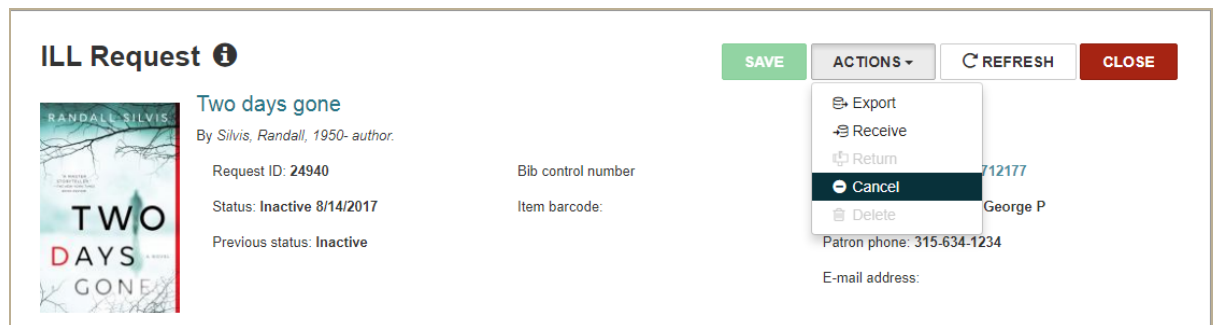 ILL Request
SAVE
ACTIONS
REFRESH
CLOSE
Export
Receive
Return
Cancel
Delete
RANDALL SILVIS
TWO
DAYS
A NOVEL
GONE
Two days gone
By Silvis, Randall, 1950- author.
Request ID: 24940
Bib control number
712177
Status: Inactive 8/14/2017
Item barcode:
George P
Previous status: Inactive
Patron phone: 315-634-1234
E-mail address: